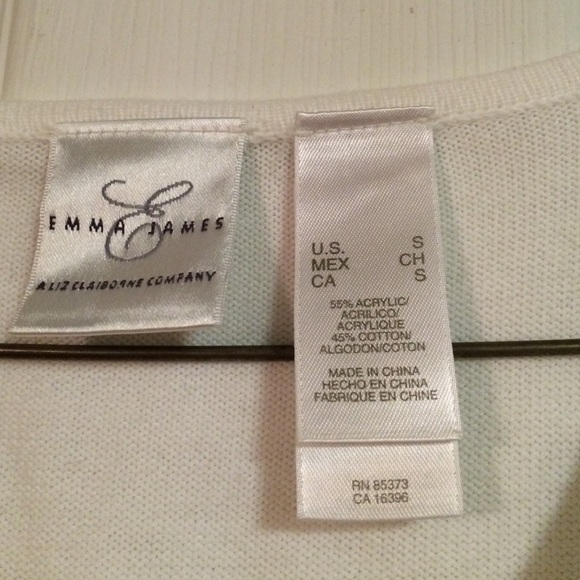 E
EMMA JAMES
A LIZ CLAIBORNE COMPANY
U.S. S
MEX CH
CA S
55% ACRYLIC/
ACRILICO/
ACRYLIQUE
45% COTTON/
ALGODON/COTON
MADE IN CHINA
HECHO EN CHINA
FABRIQUE EN CHINE
RN 85373
CA 16396